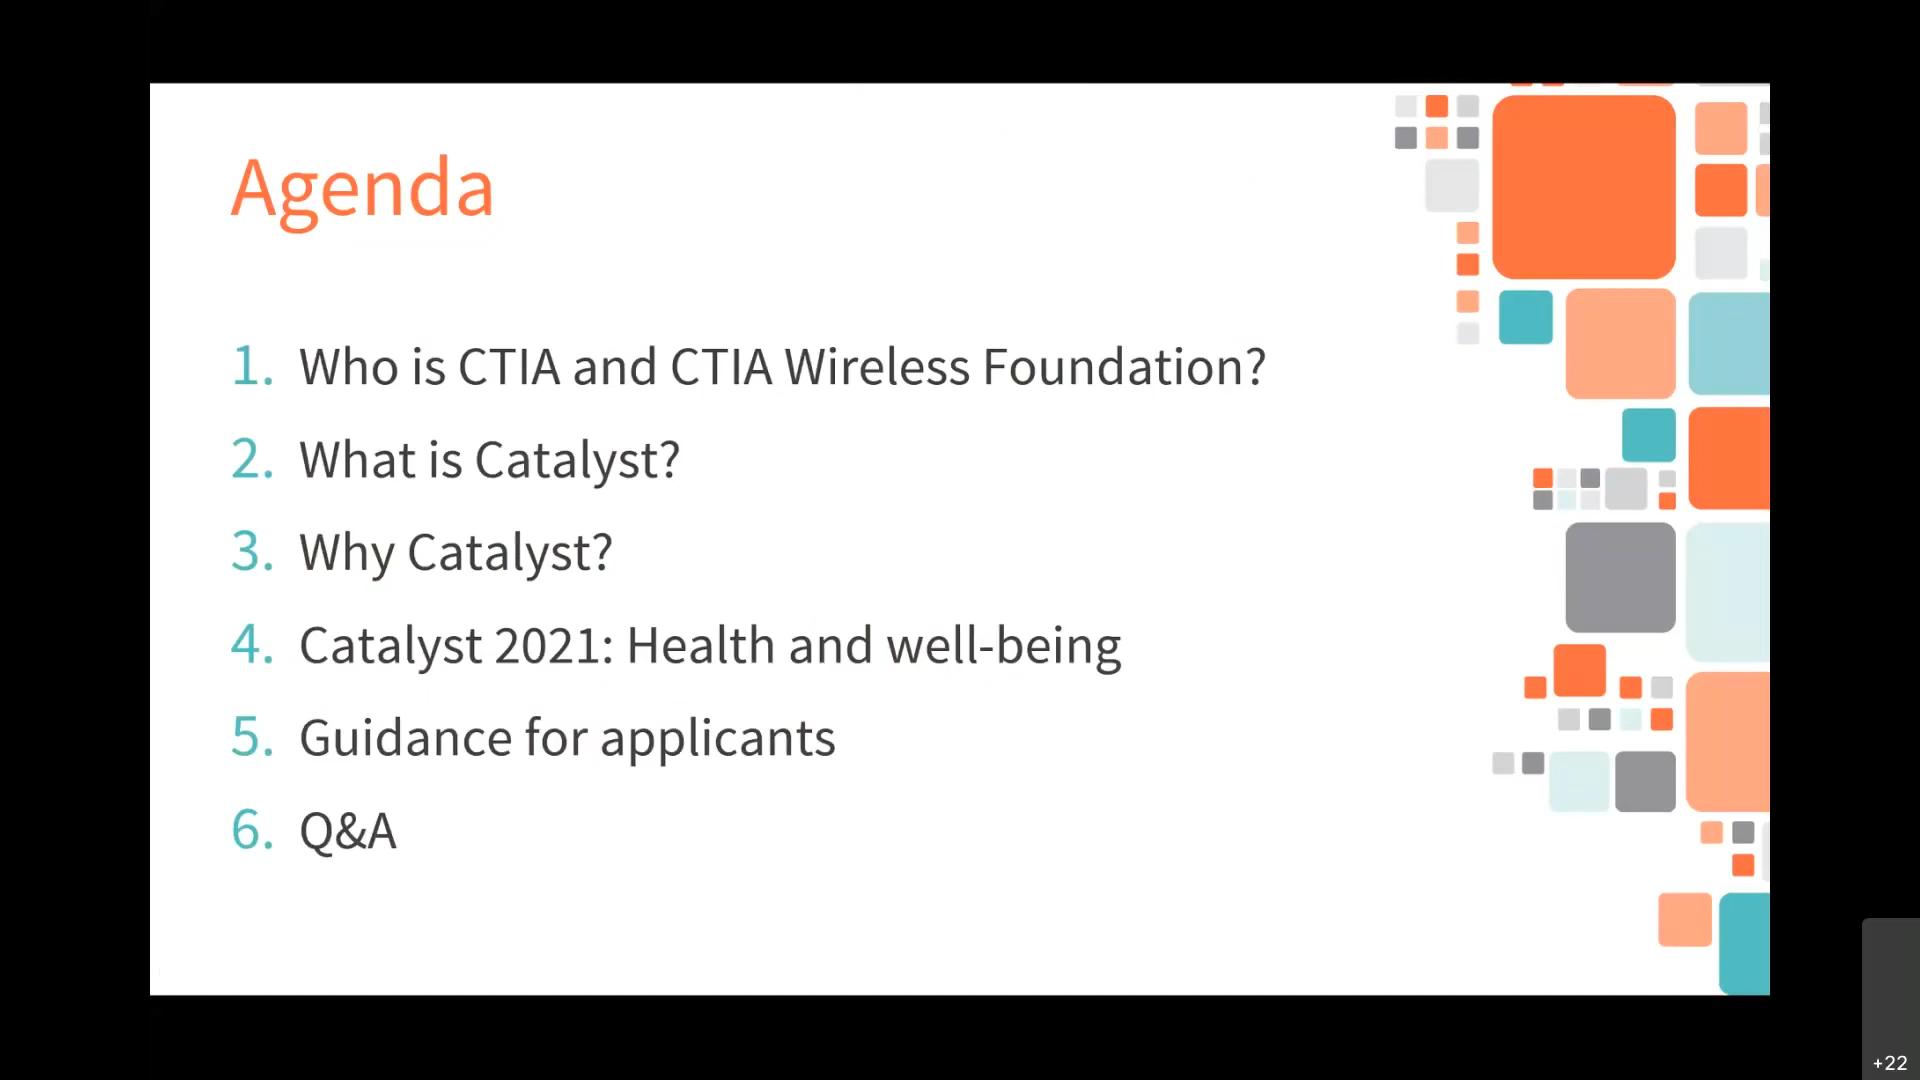 Agenda
1. Who is CTIA and CTIA Wireless Foundation?
2. What is Catalyst?
3. Why Catalyst?
4. Catalyst 2021: Health and well-being
5. Guidance for applicants
6. Q&A
+22